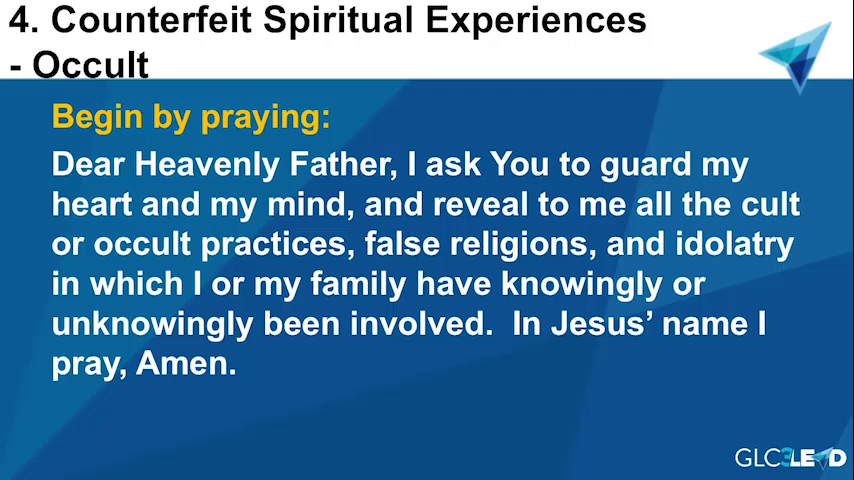 4. Counterfeit Spiritual Experiences
- Occult
Begin by praying:
Dear Heavenly Father, I ask You to guard my
heart and my mind, and reveal to me all the cult
or occult practices, false religions, and idolatry
in which I or my family have knowingly or
unknowingly been involved.  In Jesus’ name I
pray, Amen.